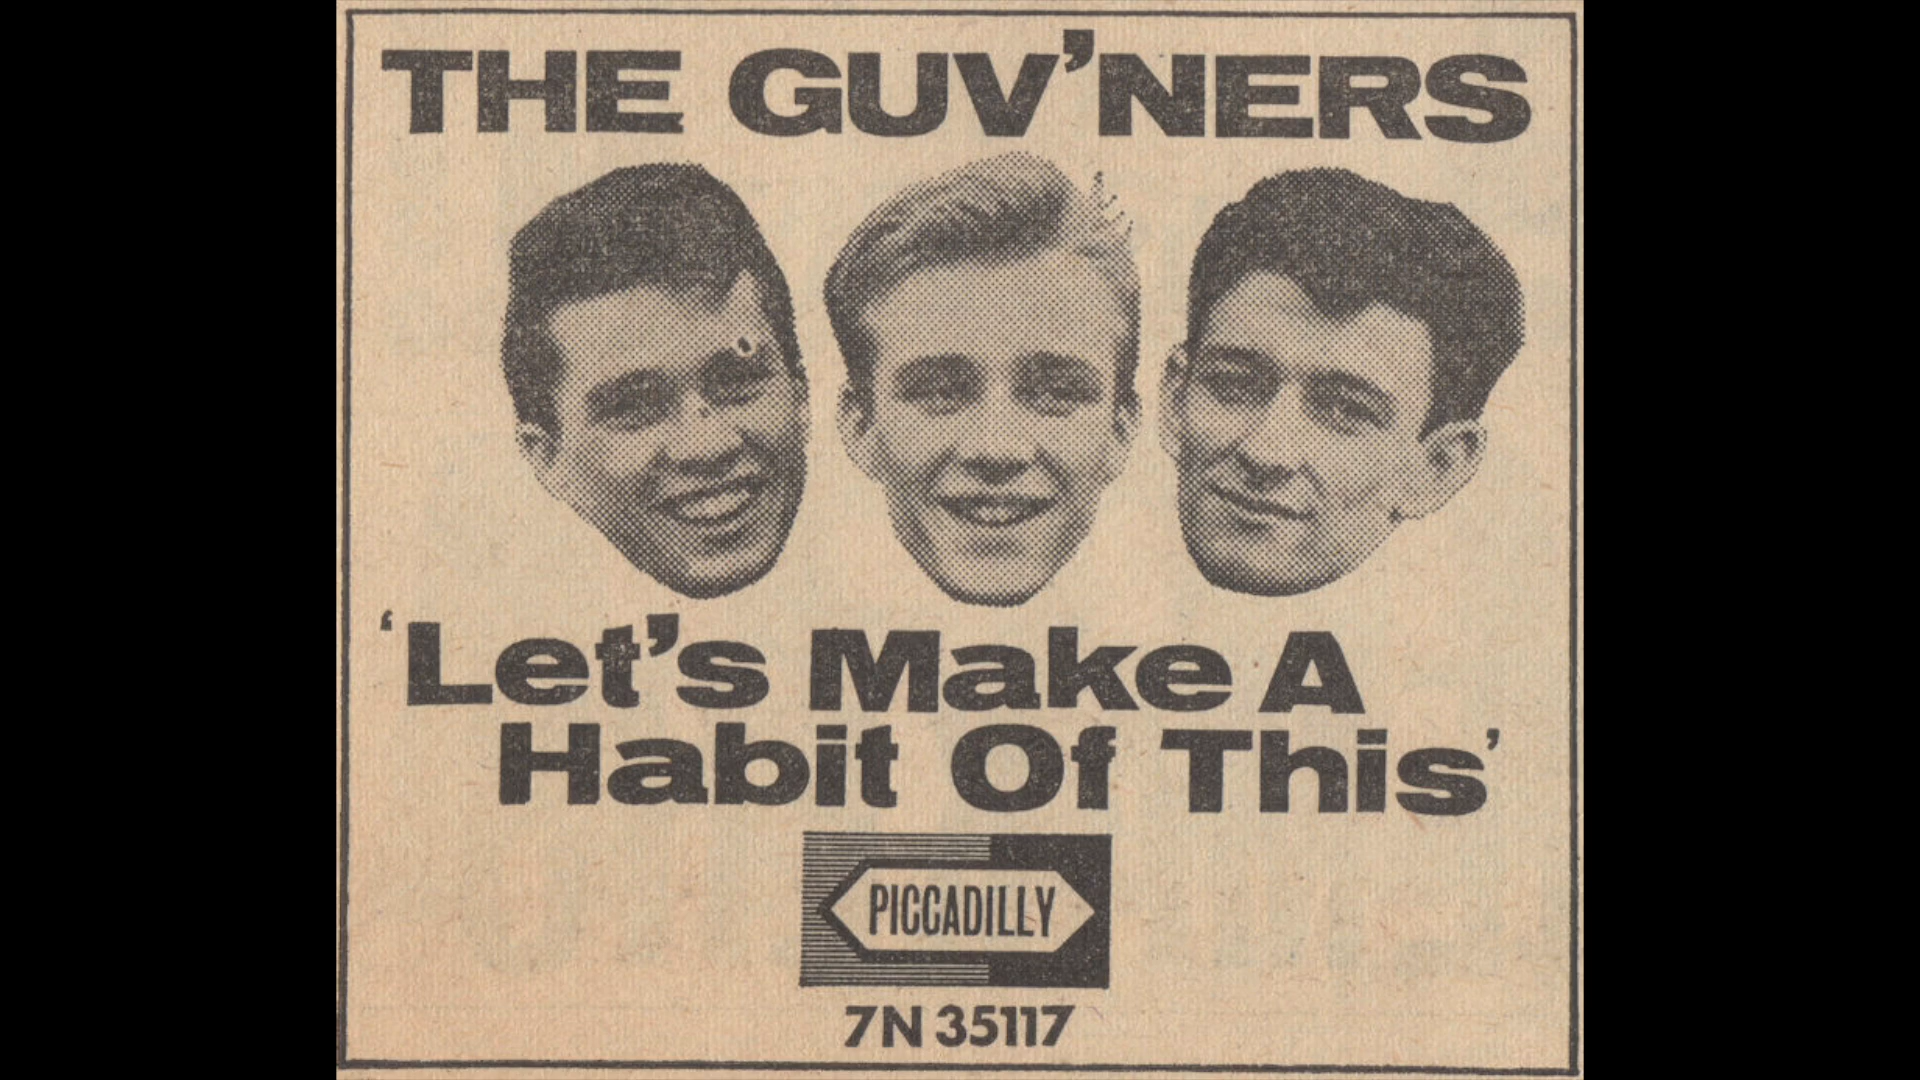 THE GUV'NERS
'Let's Make A
Habit Of This'
PICCADILLY
7N 35117